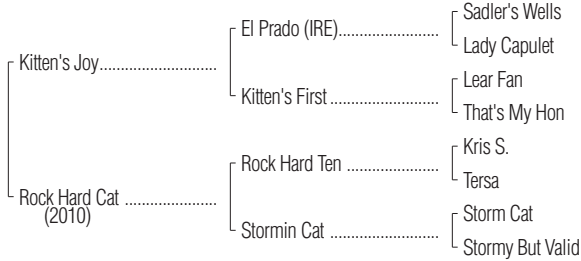 Sadler's Wells
El Prado (IRE)........................
Lady Capulet
Kitten's Joy............................
Lear Fan
Kitten's First ..........................
That's My Hon
Kris S.
Rock Hard Ten ......................
Tersa
Rock Hard Cat ......................
(2010)
Storm Cat
Stormin Cat ..........................
Stormy But Valid